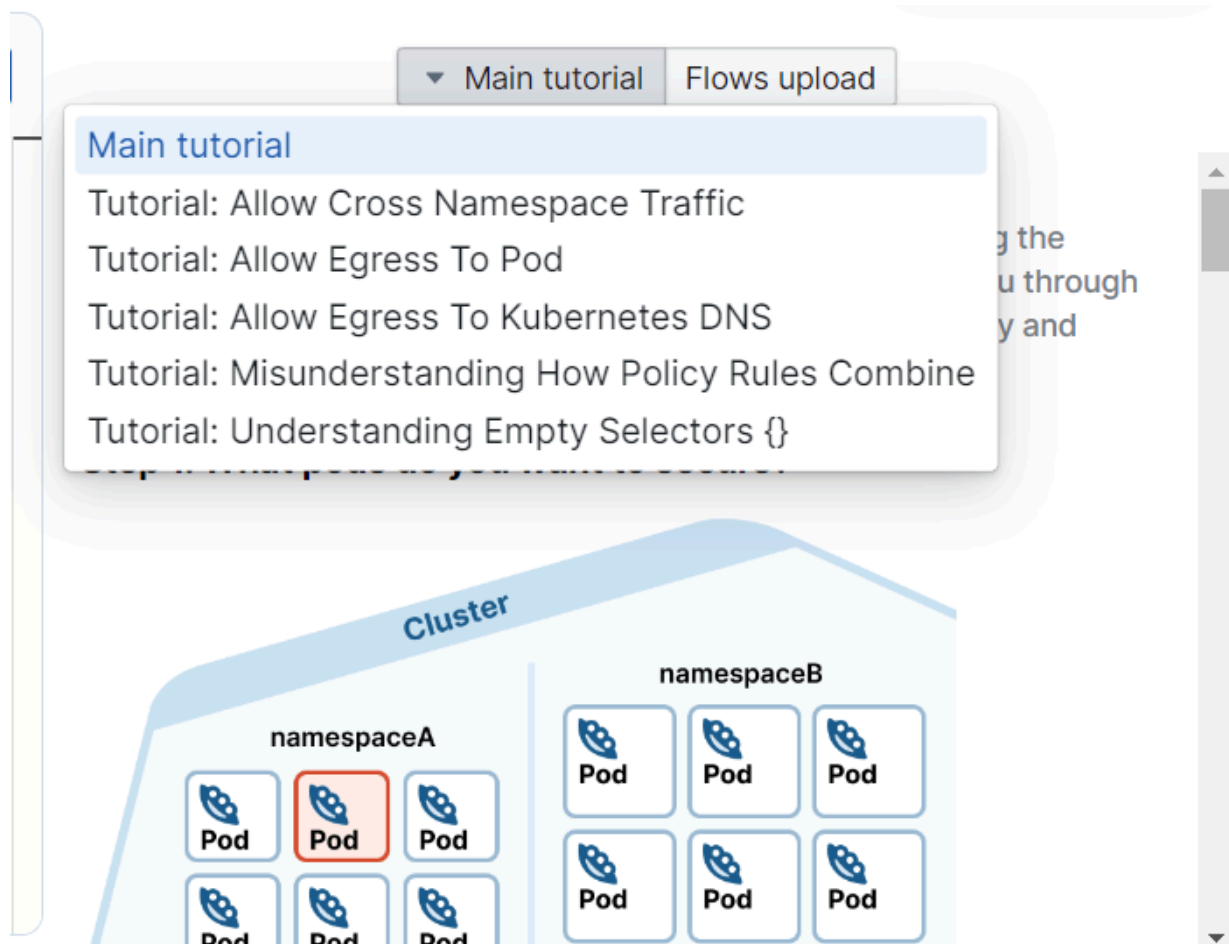 Main tutorial
Flows upload
Main tutorial
Tutorial: Allow Cross Namespace Traffic
Tutorial: Allow Egress To Pod
Tutorial: Allow Egress To Kubernetes DNS
Tutorial: Misunderstanding How Policy Rules Combine
Tutorial: Understanding Empty Selectors {}
the
through
and
Cluster
namespaceB
namespaceA
Pod Pod Pod
Pod Pod Pod
Pod Pod Pod
Pod Pod Pod